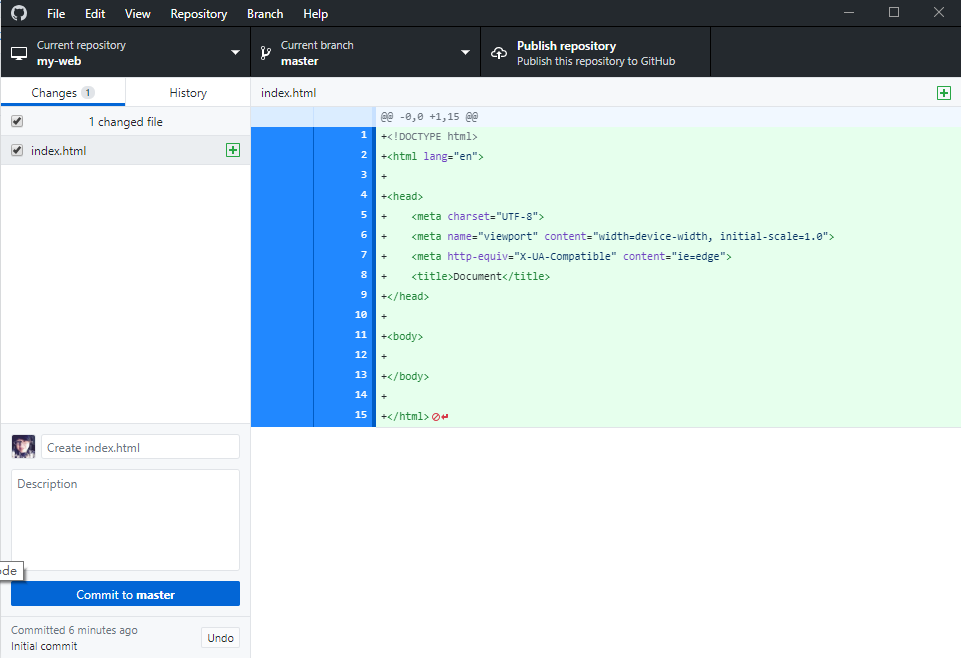 File Edit View Repository Branch Help
Current repository
my-web
Current branch
master
Publish repository
Publish this repository to GitHub
Changes 1
History
index.html
1 changed file
index.html
@@ -0,0 +1,15 @@
1 +<!DOCTYPE html>
2 +<html lang="en">
3 +
4 +<head>
5 +    <meta charset="UTF-8">
6 +    <meta name="viewport" content="width=device-width, initial-scale=1.0">
7 +    <meta http-equiv="X-UA-Compatible" content="ie=edge">
8 +    <title>Document</title>
9 +</head>
10 +
11 +<body>
12 +
13 +</body>
14 +
15 +</html>
Create index.html
Description
ode
Commit to master
Committed 6 minutes ago
Initial commit
Undo